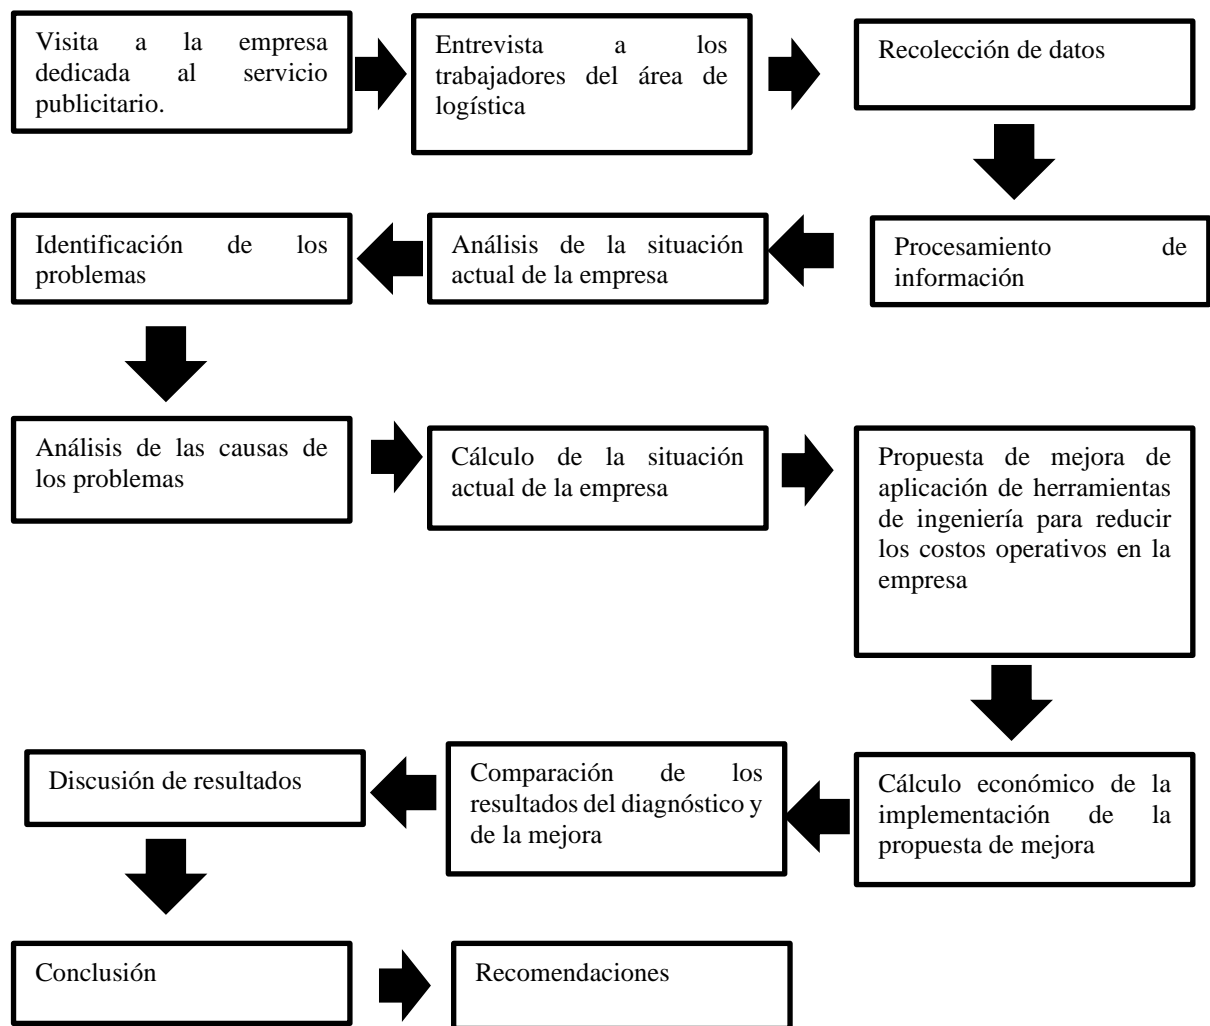 Visita a la empresa
dedicada al servicio
publicitario.
Entrevista a los
trabajadores del área de
logística
Recolección de datos
Procesamiento de
información
Análisis de la situación
actual de la empresa
Identificación de los
problemas
Análisis de las causas de
los problemas
Cálculo de la situación
actual de la empresa
Propuesta de mejora de
aplicación de herramientas
de ingeniería para reducir
los costos operativos en la
empresa
Cálculo económico de la
implementación de la
propuesta de mejora
Comparación de los
resultados del diagnóstico y
de la mejora
Discusión de resultados
Conclusión
Recomendaciones